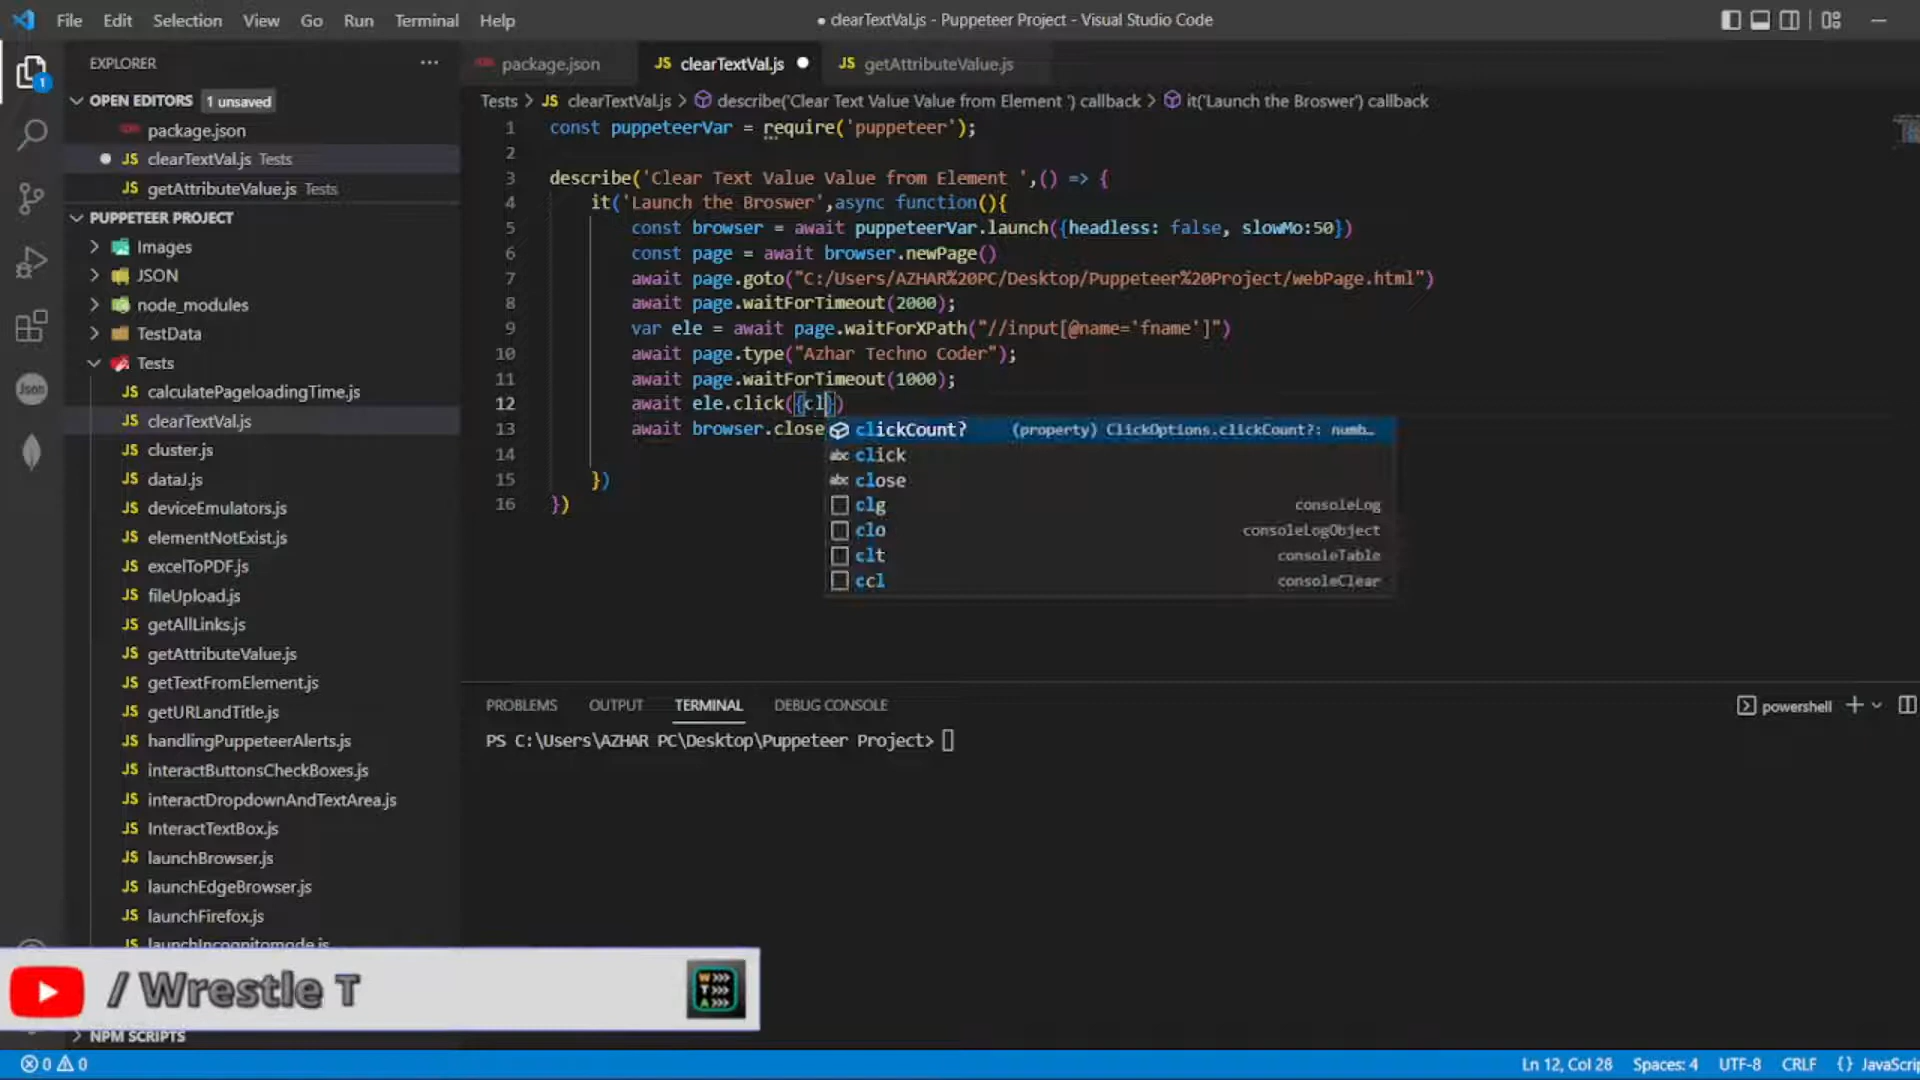 File Edit Selection View Go Run Terminal Help
● clearTextVal.js - Puppeteer Project - Visual Studio Code
EXPLORER ...
OPEN EDITORS 1 unsaved
package.json
JS clearTextVal.js Tests
JS getAttributeValue.js Tests
PUPPETEER PROJECT
Images
JSON
node_modules
TestData
Tests
JS calculatePageloadingTime.js
JS clearTextVal.js
JS cluster.js
JS dataJ.js
JS deviceEmulators.js
JS elementNotExist.js
JS excelToPDF.js
JS fileUpload.js
JS getAllLinks.js
JS getAttributeValue.js
JS getTextFromElement.js
JS getURLandTitle.js
JS handlingPuppeteerAlerts.js
JS interactButtonsCheckBoxes.js
JS interactDropdownAndTextArea.js
JS InteractTextBox.js
JS launchBrowser.js
JS launchEdgeBrowser.js
JS launchFirefox.js
JS launchIncognitomode.js
NPM SCRIPTS
1
Json
package.json JS clearTextVal.js JS getAttributeValue.js
Tests > JS clearTextVal.js > describe('Clear Text Value Value from Element ') callback > it('Launch the Broswer') callback
1 const puppeteerVar = require('puppeteer');
2
3 describe('Clear Text Value Value from Element ',() => {
4 it('Launch the Broswer',async function(){
5 const browser = await puppeteerVar.launch({headless: false, slowMo:50})
6 const page = await browser.newPage()
7 await page.goto("C:/Users/AZHAR%20PC/Desktop/Puppeteer%20Project/webPage.html")
8 await page.waitForTimeout(2000);
9 var ele = await page.waitForXPath("//input[@name='fname']")
10 await page.type("Azhar Techno Coder");
11 await page.waitForTimeout(1000);
12 await ele.click({cl})
13 await browser.close
14
15 })
16 })
clickCount? (property) ClickOptions.clickCount?: numb…
abc click
abc close
clg consoleLog
clo consoleLogObject
clt consoleTable
ccl consoleClear
PROBLEMS OUTPUT TERMINAL DEBUG CONSOLE
powershell
PS C:\Users\AZHAR PC\Desktop\Puppeteer Project>
/ Wrestle T
W>>>
T>>>
A>>>
0 0
Ln 12, Col 28 Spaces: 4 UTF-8 CRLF {} JavaScrip